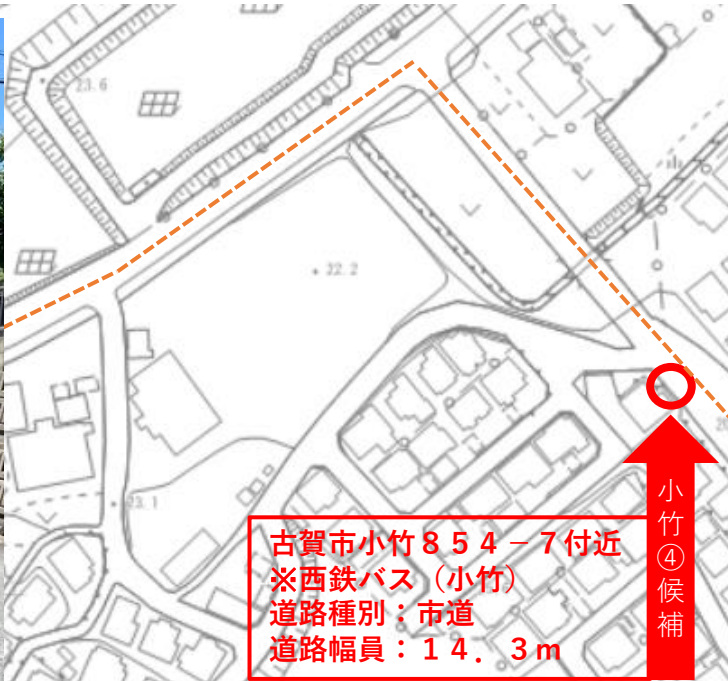 23.6
+ 22.2
23.1
古賀市小竹８５４－７付近
※西鉄バス（小竹）
道路種別：市道
道路幅員：１４．３ｍ
小竹④候補